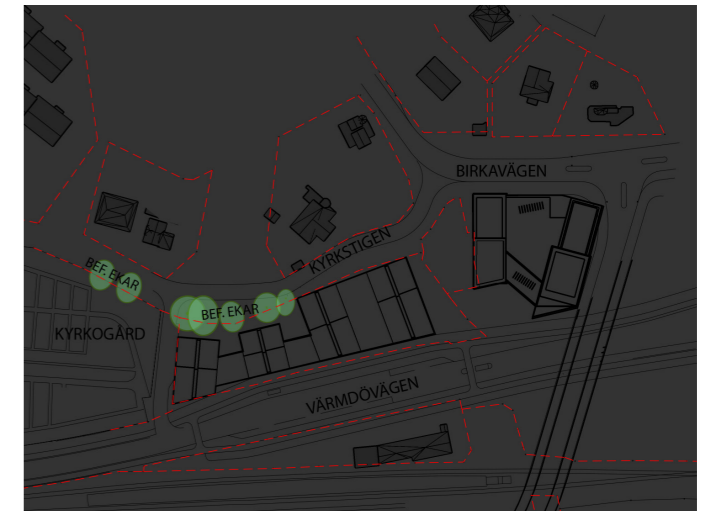 BIRKAVÄGEN
KYRKSTIGEN
BEF. EKAR
BEF. EKAR
KYRKOGÅRD
VÄRMDÖVÄGEN